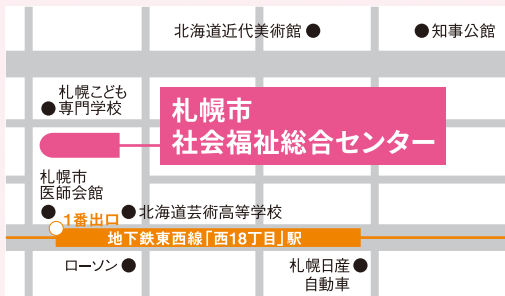 北海道近代美術館
知事公館
札幌こども
専門学校
札幌市
社会福祉総合センター
札幌市
医師会館
1番出口
北海道芸術高等学校
地下鉄東西線「西18丁目」駅
ローソン
札幌日産
自動車